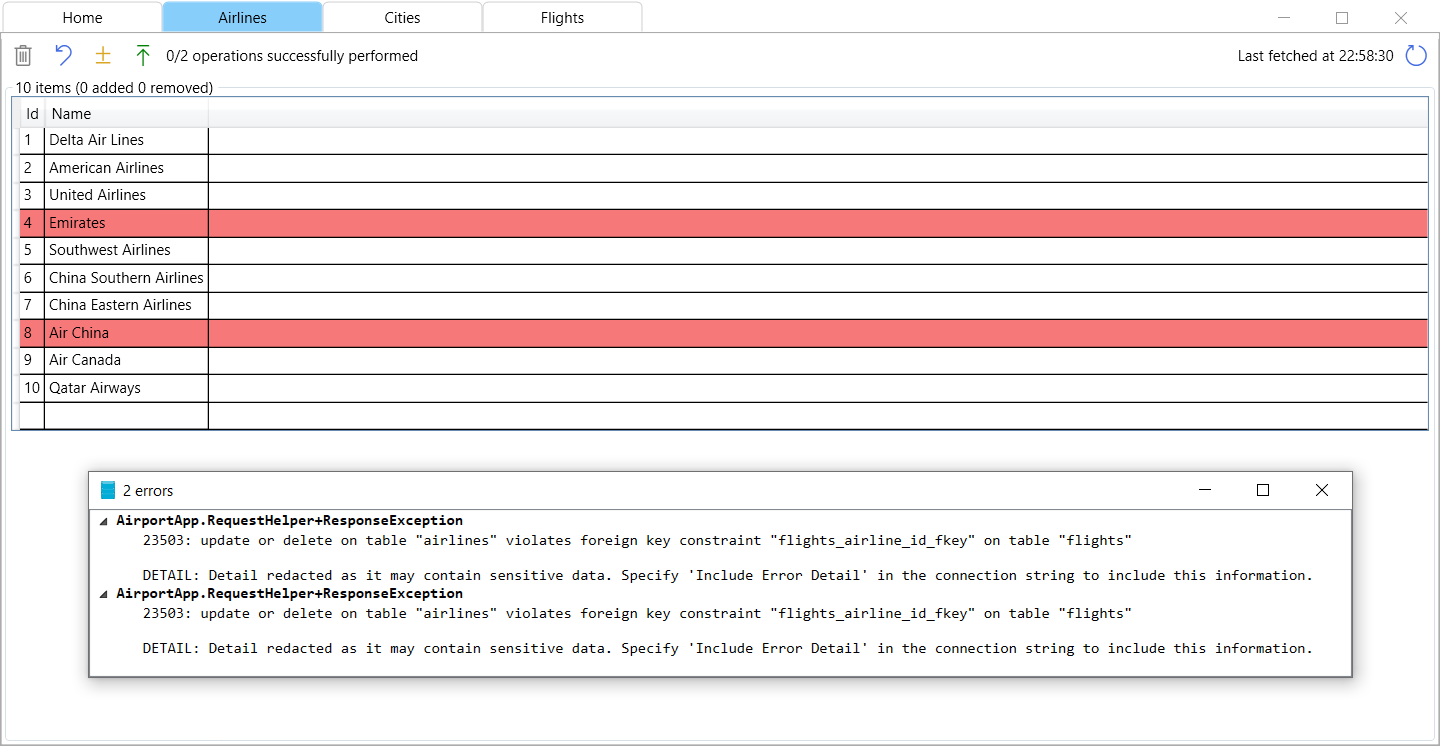 Home Airlines Cities Flights
0/2 operations successfully performed Last fetched at 22:58:30
10 items (0 added 0 removed)
Id Name
1 Delta Air Lines
2 American Airlines
3 United Airlines
4 Emirates
5 Southwest Airlines
6 China Southern Airlines
7 China Eastern Airlines
8 Air China
9 Air Canada
10 Qatar Airways
2 errors
AirportApp.RequestHelper+ResponseException
23503: update or delete on table "airlines" violates foreign key constraint "flights_airline_id_fkey" on table "flights"
DETAIL: Detail redacted as it may contain sensitive data. Specify 'Include Error Detail' in the connection string to include this information.
AirportApp.RequestHelper+ResponseException
23503: update or delete on table "airlines" violates foreign key constraint "flights_airline_id_fkey" on table "flights"
DETAIL: Detail redacted as it may contain sensitive data. Specify 'Include Error Detail' in the connection string to include this information.